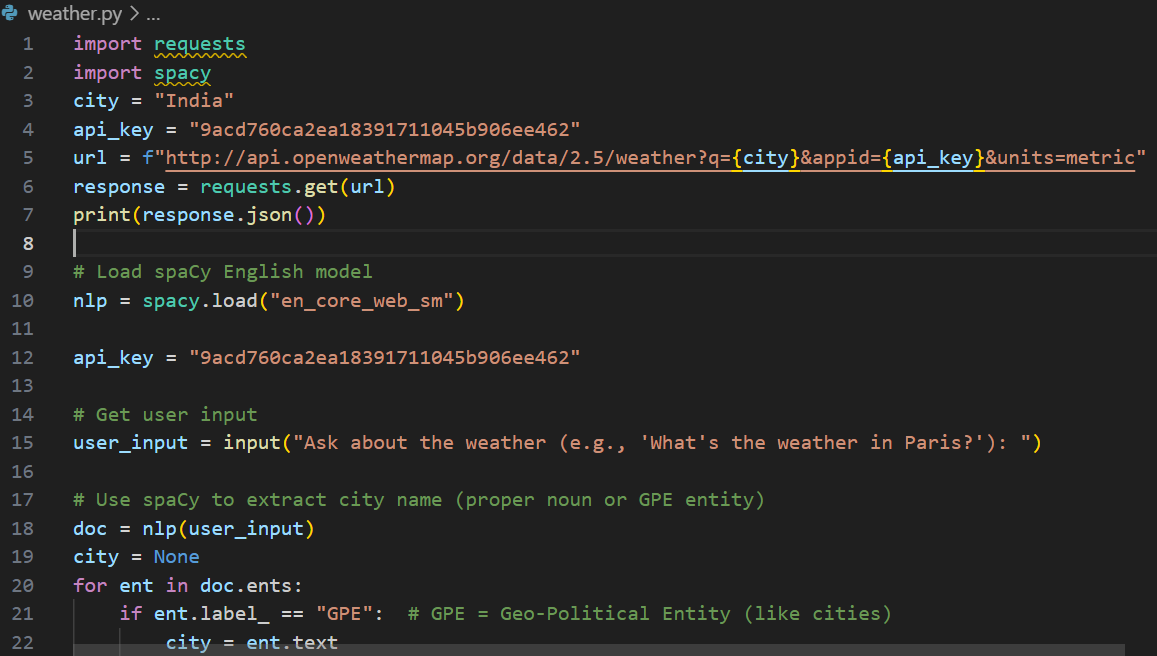 weather.py > ...
1 import requests
2 import spacy
3 city = "India"
4 api_key = "9acd760ca2ea18391711045b906ee462"
5 url = f"http://api.openweathermap.org/data/2.5/weather?q={city}&appid={api_key}&units=metric"
6 response = requests.get(url)
7 print(response.json())
8
9 # Load spaCy English model
10 nlp = spacy.load("en_core_web_sm")
11
12 api_key = "9acd760ca2ea18391711045b906ee462"
13
14 # Get user input
15 user_input = input("Ask about the weather (e.g., 'What's the weather in Paris?'): ")
16
17 # Use spaCy to extract city name (proper noun or GPE entity)
18 doc = nlp(user_input)
19 city = None
20 for ent in doc.ents:
21     if ent.label_ == "GPE":  # GPE = Geo-Political Entity (like cities)
22         city = ent.text